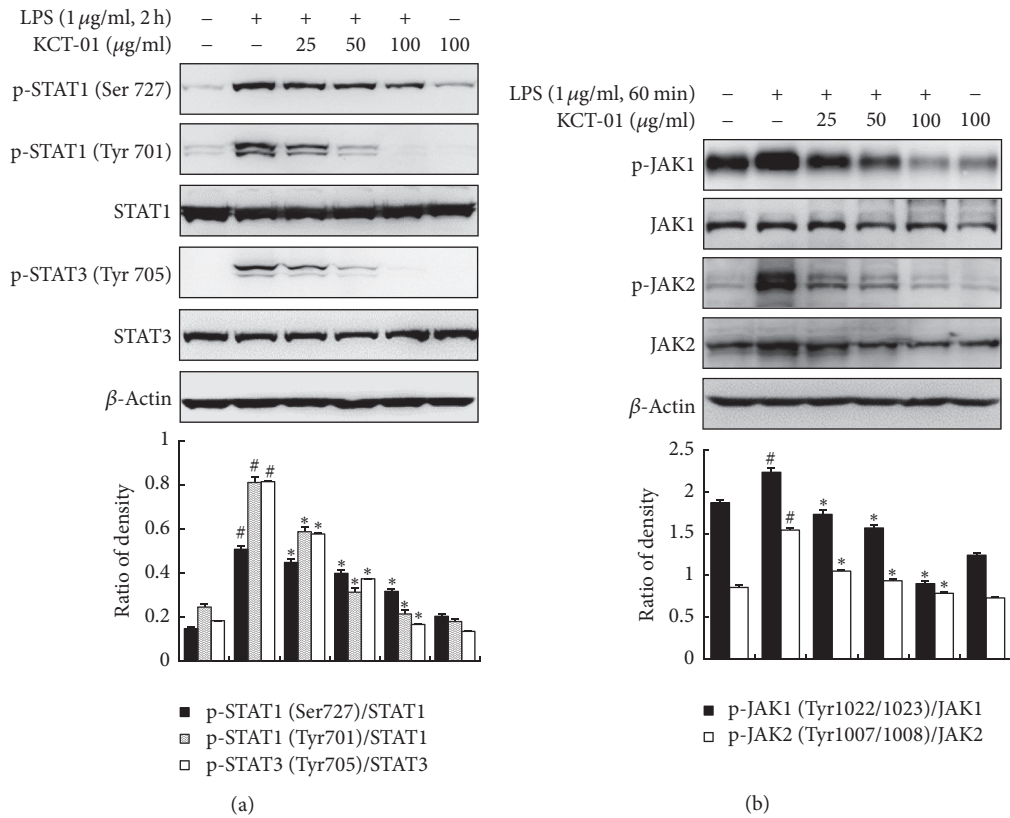 LPS (1 μg/ml, 2 h) – + + + + –
KCT-01 (μg/ml) – – 25 50 100 100
p-STAT1 (Ser 727)
p-STAT1 (Tyr 701)
STAT1
p-STAT3 (Tyr 705)
STAT3
β-Actin
1
0.8
0.6
0.4
0.2
0
Ratio of density
# # #
* * *
* * *
* * *
p-STAT1 (Ser727)/STAT1
p-STAT1 (Tyr701)/STAT1
p-STAT3 (Tyr705)/STAT3
(a)
LPS (1 μg/ml, 60 min) – + + + + –
KCT-01 (μg/ml) – – 25 50 100 100
p-JAK1
JAK1
p-JAK2
JAK2
β-Actin
2.5
2
1.5
1
0.5
0
Ratio of density
# #
* *
* *
* *
p-JAK1 (Tyr1022/1023)/JAK1
p-JAK2 (Tyr1007/1008)/JAK2
(b)